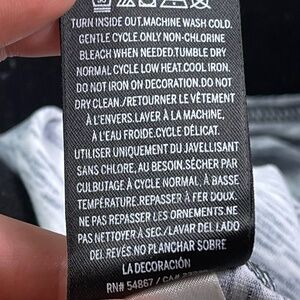 TURN INSIDE OUT.MACHINE WASH COLD.
GENTLE CYCLE.ONLY NON-CHLORINE
BLEACH WHEN NEEDED.TUMBLE DRY
NORMAL CYCLE LOW HEAT.COOL IRON.
DO NOT IRON ON DECORATION.DO NOT
DRY CLEAN./RETOURNER LE VÊTEMENT
À L'ENVERS.LAVER À LA MACHINE,
À L'EAU FROIDE.CYCLE DÉLICAT.
UTILISER UNIQUEMENT DU JAVELLISANT
SANS CHLORE, AU BESOIN.SÉCHER PAR
CULBUTAGE À CYCLE NORMAL, À BASSE
TEMPÉRATURE.REPASSER À FER DOUX.
NE PAS REPASSER LES ORNEMENTS.NE
PAS NETTOYER À SEC./LAVAR DEL LADO
DEL REVÉS.NO PLANCHAR SOBRE
LA DECORACIÓN
RN# 54867 / CA#